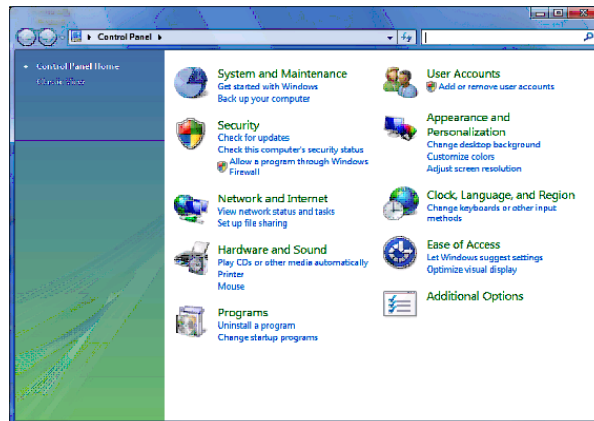 Control Panel
Control Panel Home
Classic View
System and Maintenance
Get started with Windows
Back up your computer
Security
Check for updates
Check this computer's security status
Allow a program through Windows
Firewall
Network and Internet
View network status and tasks
Set up file sharing
Hardware and Sound
Play CDs or other media automatically
Printer
Mouse
Programs
Uninstall a program
Change startup programs
User Accounts
Add or remove user accounts
Appearance and
Personalization
Change desktop background
Customize colors
Adjust screen resolution
Clock, Language, and Region
Change keyboards or other input
methods
Ease of Access
Let Windows suggest settings
Optimize visual display
Additional Options